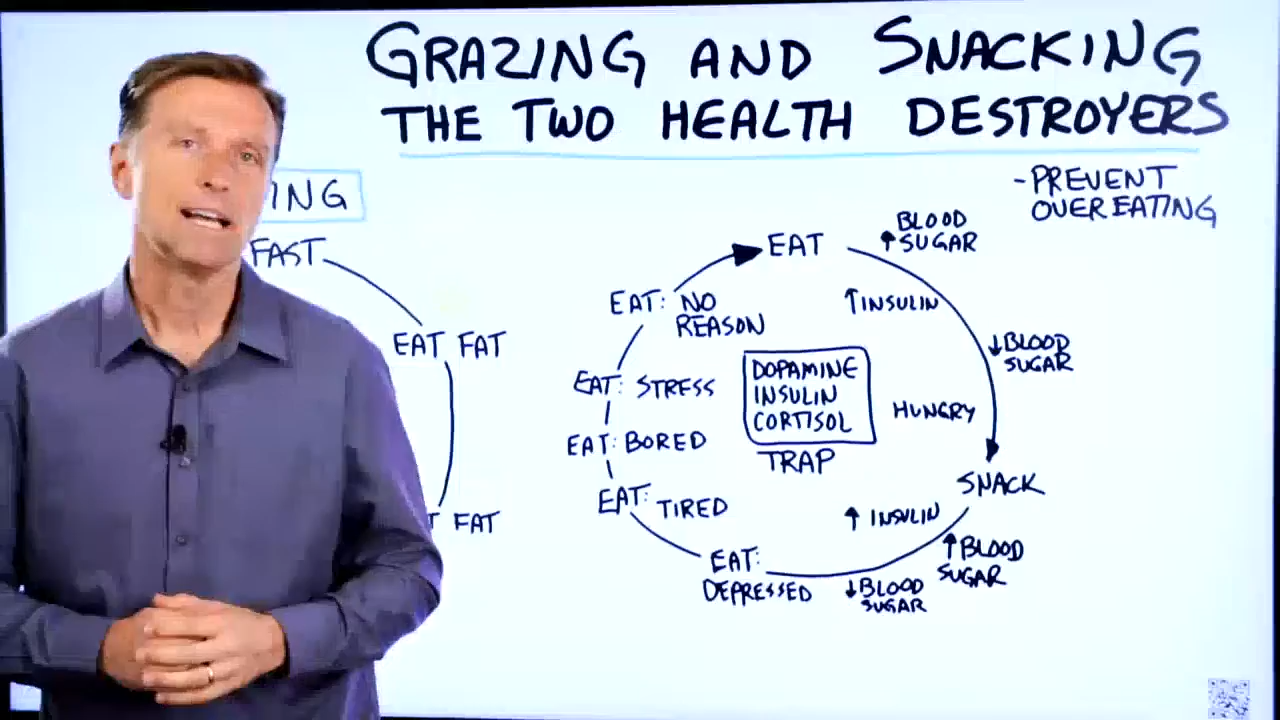 GRAZING AND SNACKING
THE TWO HEALTH DESTROYERS
- PREVENT
OVEREATING
FAST
EAT FAT
FAT
EAT
↑ BLOOD
SUGAR
↑ INSULIN
↓ BLOOD
SUGAR
HUNGRY
SNACK
↑ BLOOD
SUGAR
↑ INSULIN
↓ BLOOD
SUGAR
EAT:
DEPRESSED
EAT: TIRED
EAT: BORED
EAT: STRESS
EAT: NO
REASON
DOPAMINE
INSULIN
CORTISOL
TRAP